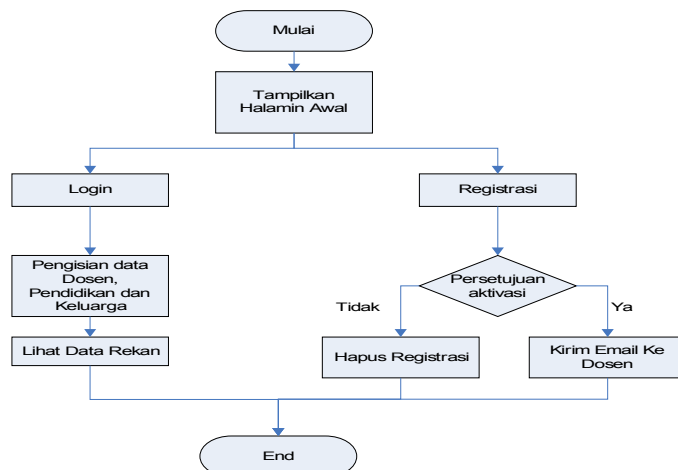 Mulai
Tampilkan
Halamin Awal
Login
Registrasi
Pengisian data
Dosen,
Pendidikan dan
Keluarga
Persetujuan
aktivasi
Tidak
Ya
Lihat Data Rekan
Hapus Registrasi
Kirim Email Ke
Dosen
End